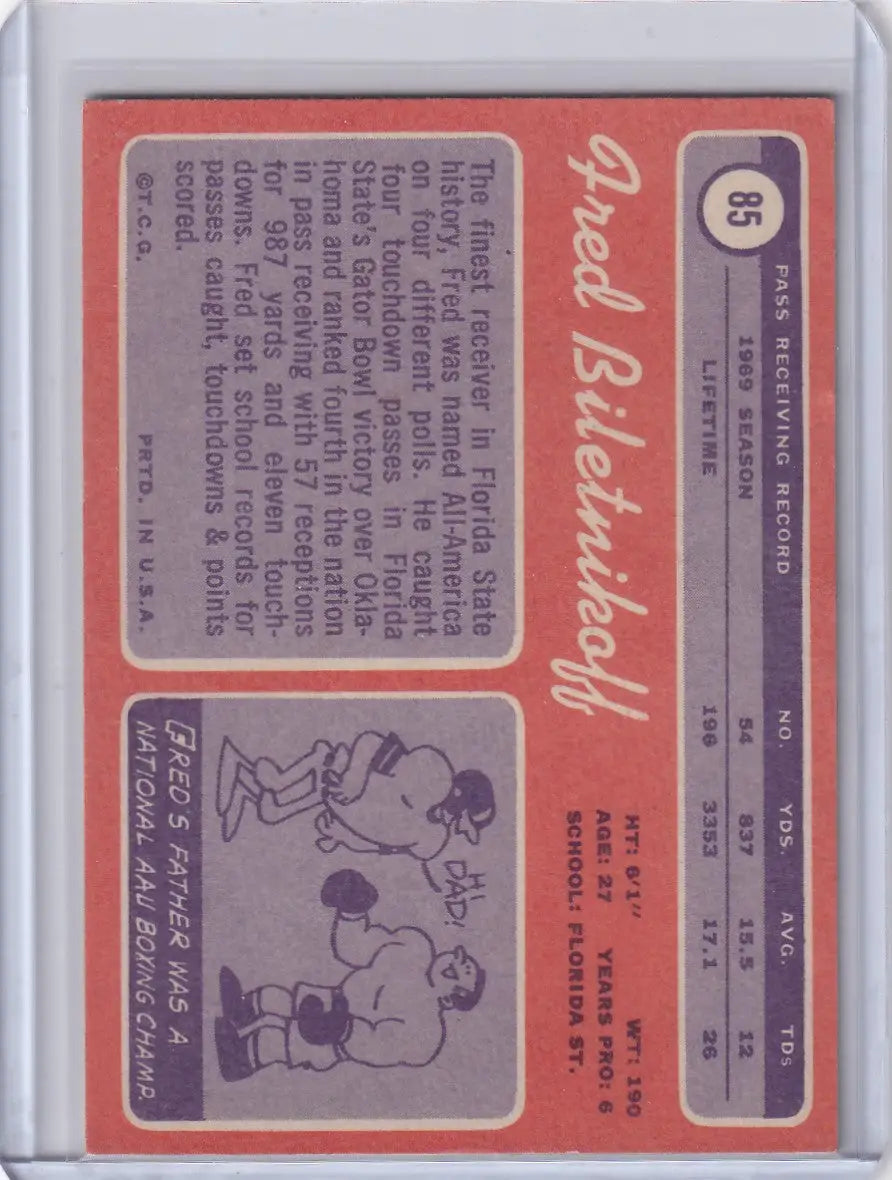 85
PASS RECEIVING RECORD NO. YDS. AVG. TDS
1969 SEASON 54 837 15.5 12
LIFETIME 196 3353 17.1 26
Fred Biletnikoff
HT: 6'1" WT: 190
AGE: 27 YEARS PRO: 6
SCHOOL: FLORIDA ST.
The finest receiver in Florida State
history, Fred was named All-America
on four different polls. He caught
four touchdown passes in Florida
State's Gator Bowl victory over Okla-
homa and ranked fourth in the nation
in pass receiving with 57 receptions
for 987 yards and eleven touch-
downs. Fred set school records for
passes caught, touchdowns & points
scored.
©T.C.G. PRTD. IN U.S.A.
HI
DAD!
FRED'S FATHER WAS A
NATIONAL AAU BOXING CHAMP.